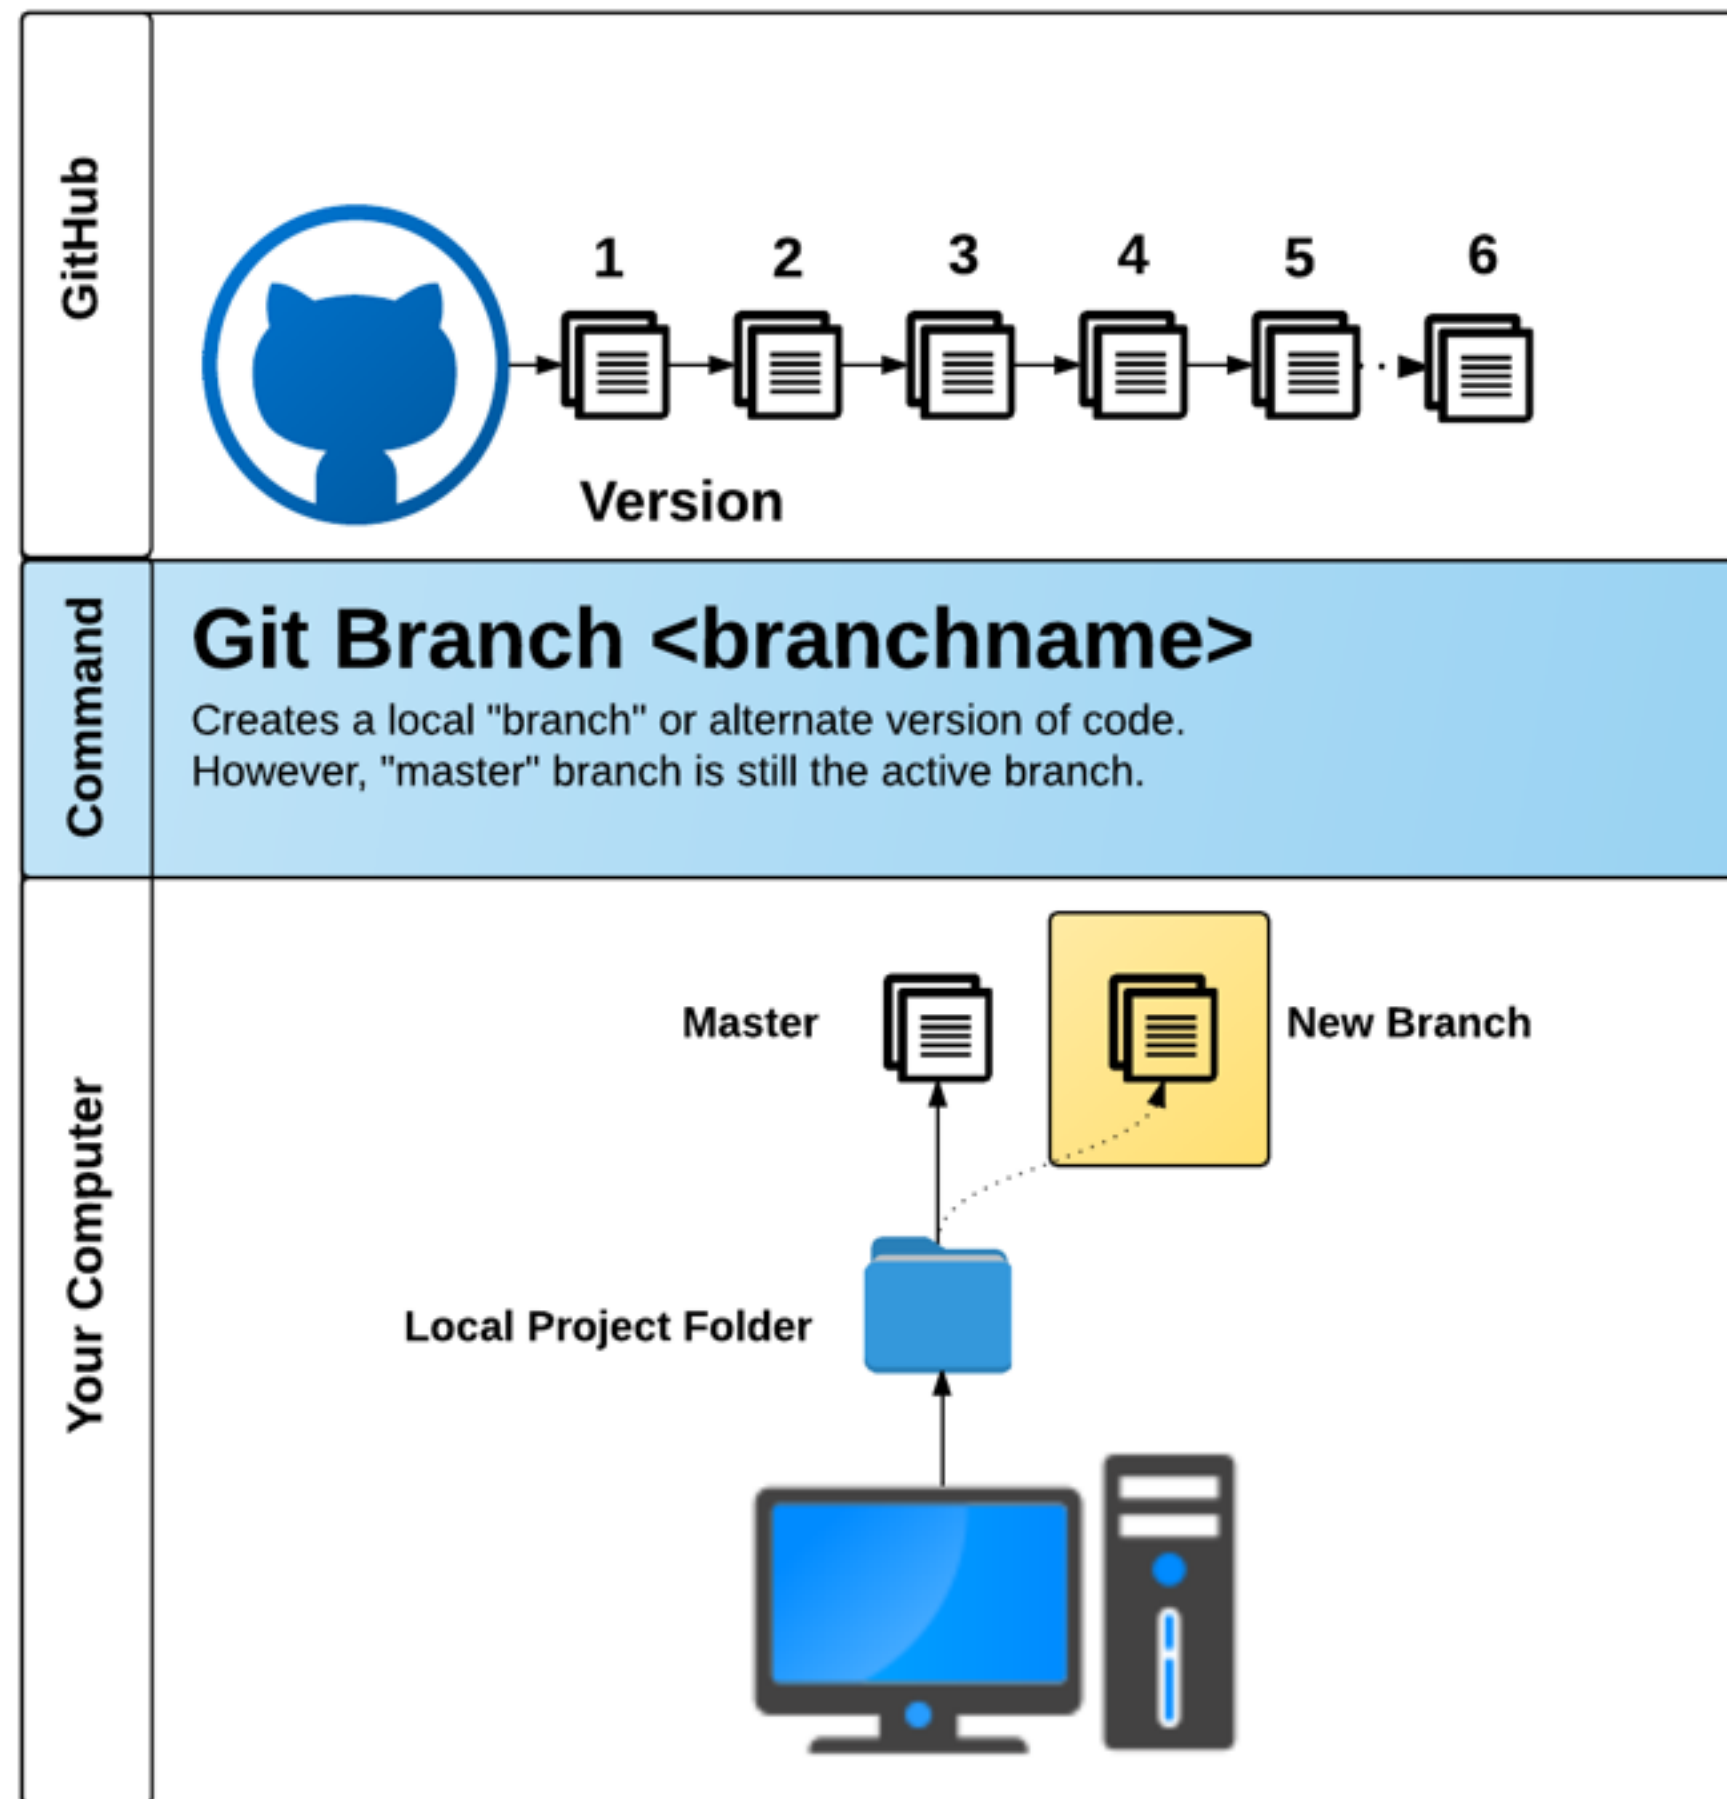 GitHub
1 2 3 4 5 6
Version
Command
Git Branch <branchname>
Creates a local "branch" or alternate version of code.
However, "master" branch is still the active branch.
Your Computer
Master
New Branch
Local Project Folder